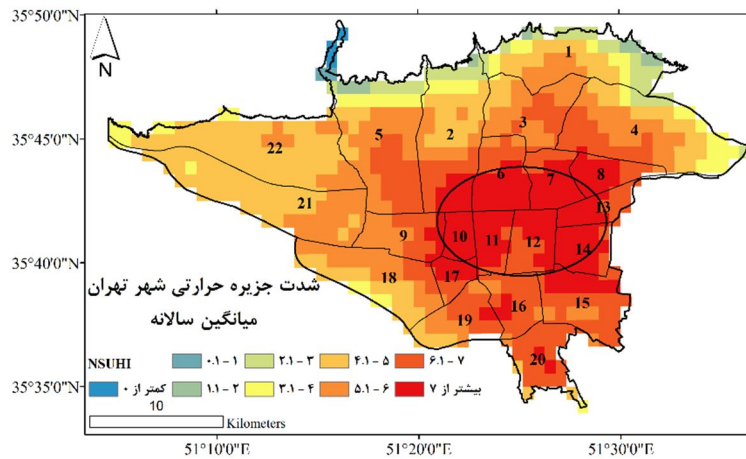 35°50'0"N
35°45'0"N
35°40'0"N
35°35'0"N
N
1
2
3
4
5
6
7
8
9
10
11
12
13
14
15
16
17
18
19
20
21
22
شدت جزیره حرارتی شهر تهران
میانگین سالانه
NSUHI
۰.۱ - ۱
۲.۱ - ۳
۴.۱ - ۵
۶.۱ - ۷
کمتر از ۰
۱.۱ - ۲
۳.۱ - ۴
۵.۱ - ۶
بیشتر از ۷
10
Kilometers
51°10'0"E
51°20'0"E
51°30'0"E